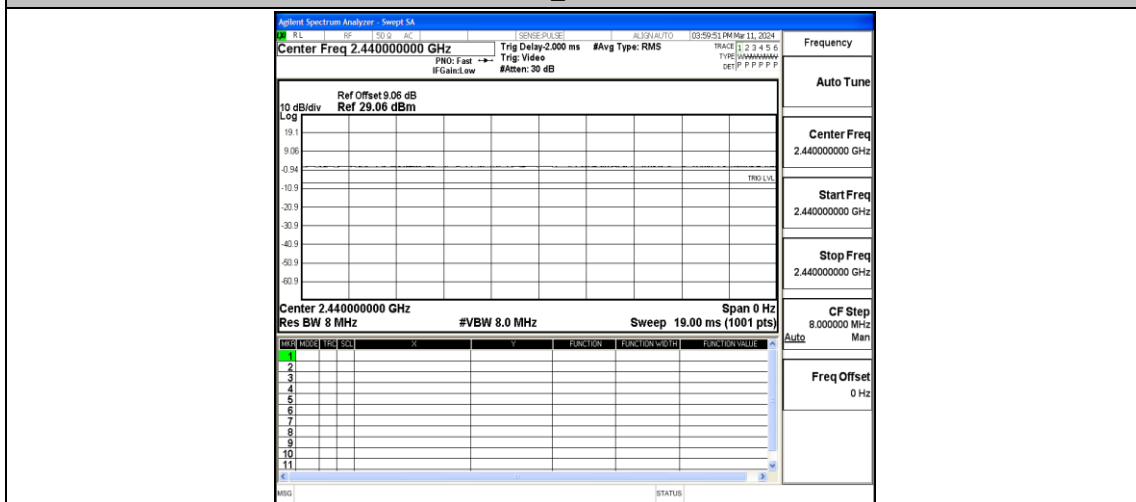 Agilent Spectrum Analyzer - Swept SA
RL RF 50 Ω AC SENSE:PULSE ALIGNAUTO 03:59:51 PM Mar 11, 2024
Center Freq 2.440000000 GHz
PNO: Fast
IFGain:Low
Trig Delay-2.000 ms
Trig: Video
#Atten: 30 dB
#Avg Type: RMS
TRACE 1 2 3 4 5 6
TYPE
DET P P P P P P
Ref Offset 9.06 dB
10 dB/div Ref 29.06 dBm
Log
19.1
9.06
-0.94
TRIG LVL
-10.9
-20.9
-30.9
-40.9
-50.9
-60.9
Center 2.440000000 GHz Span 0 Hz
Res BW 8 MHz #VBW 8.0 MHz Sweep 19.00 ms (1001 pts)
MKR MODE TRC SCL X Y FUNCTION FUNCTION WIDTH FUNCTION VALUE
1
2
3
4
5
6
7
8
9
10
11
MSG STATUS
Frequency
Auto Tune
Center Freq
2.440000000 GHz
Start Freq
2.440000000 GHz
Stop Freq
2.440000000 GHz
CF Step
8.000000 MHz
Auto Man
Freq Offset
0 Hz